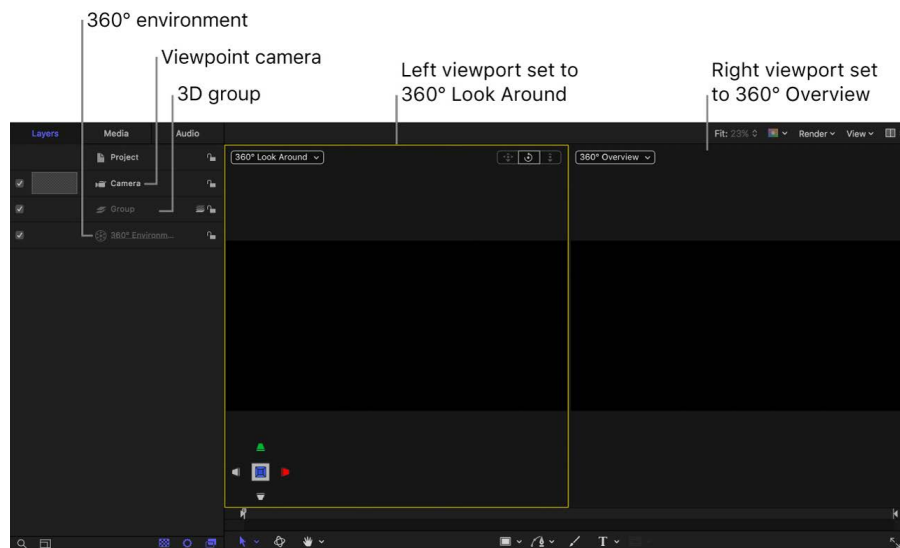 360° environment
Viewpoint camera
3D group
Left viewport set to
360° Look Around
Right viewport set
to 360° Overview
Layers Media Audio Fit: 23% Render View
Project
360° Look Around
360° Overview
Camera
Group
360° Environm...
T